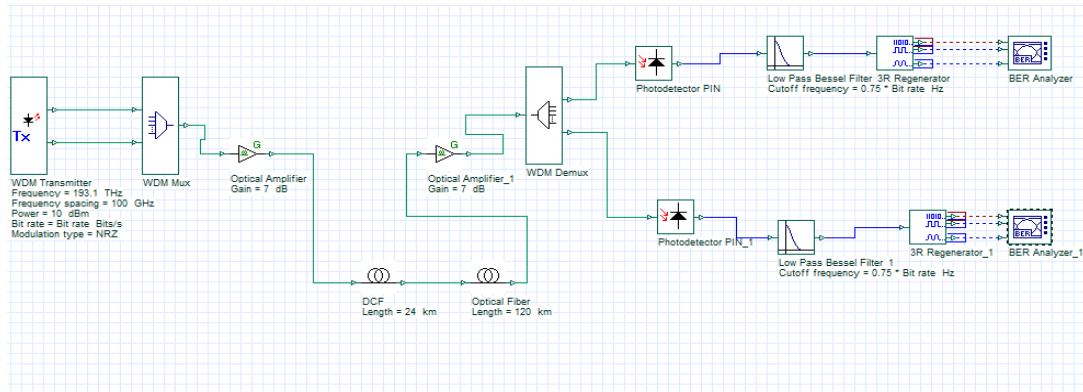 Photodetector PIN
Low Pass Bessel Filter
Cutoff frequency = 0.75 * Bit rate Hz
11010..
3R Regenerator
BER
BER Analyzer
Tx
WDM Transmitter
Frequency = 193.1 THz
Frequency spacing = 100 GHz
Power = 10 dBm
Bit rate = Bit rate Bits/s
Modulation type = NRZ
WDM Mux
G
Optical Amplifier
Gain = 7 dB
G
Optical Amplifier_1
Gain = 7 dB
WDM Demux
Photodetector PIN_1
Low Pass Bessel Filter_1
Cutoff frequency = 0.75 * Bit rate Hz
11010..
3R Regenerator_1
BER
BER Analyzer_1
DCF
Length = 24 km
Optical Fiber
Length = 120 km